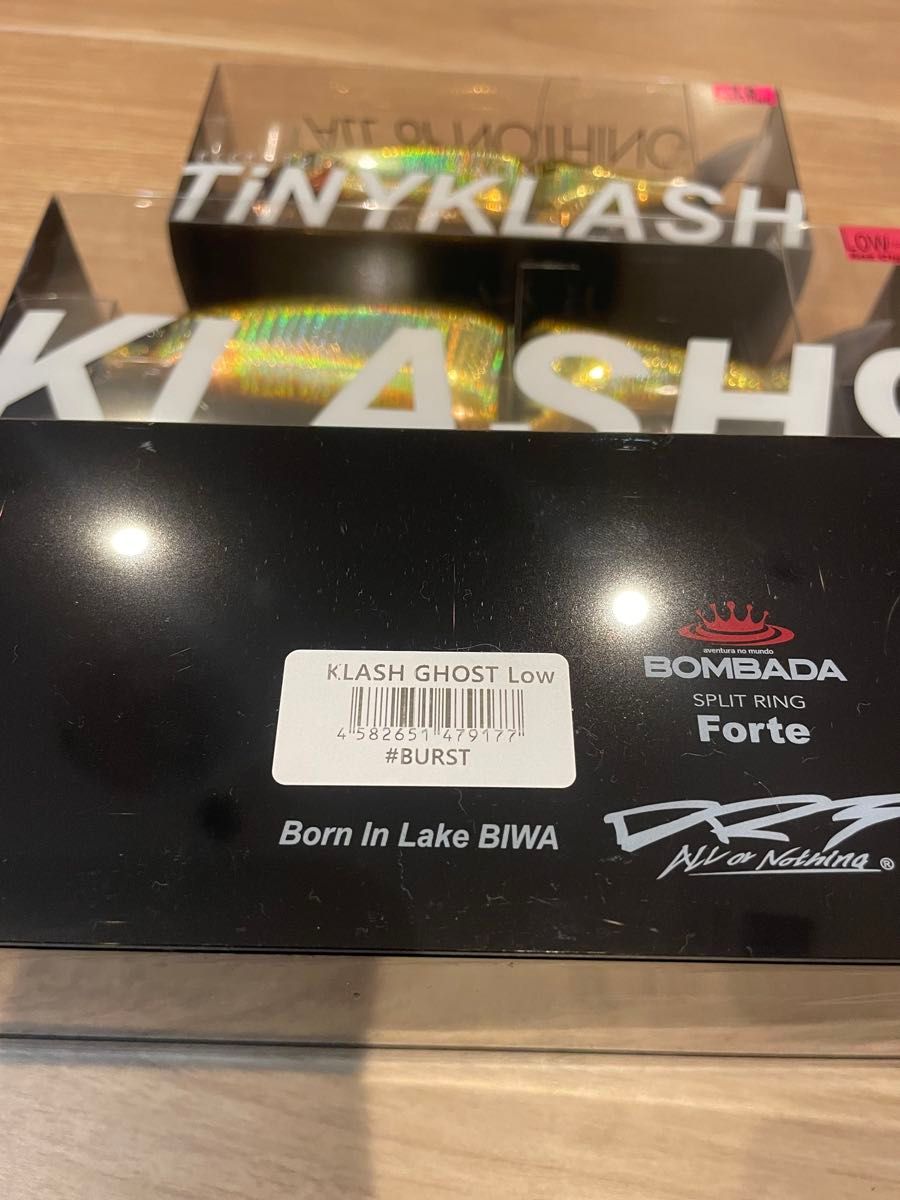 ALL or NOTHING
TiNYKLASH
LOW
KLASH
aventura no mundo
BOMBADA
SPLIT RING
Forte
KLASH GHOST Low
4 582651 479177
#BURST
Born In Lake BIWA
DRT
ALL or Nothing ®